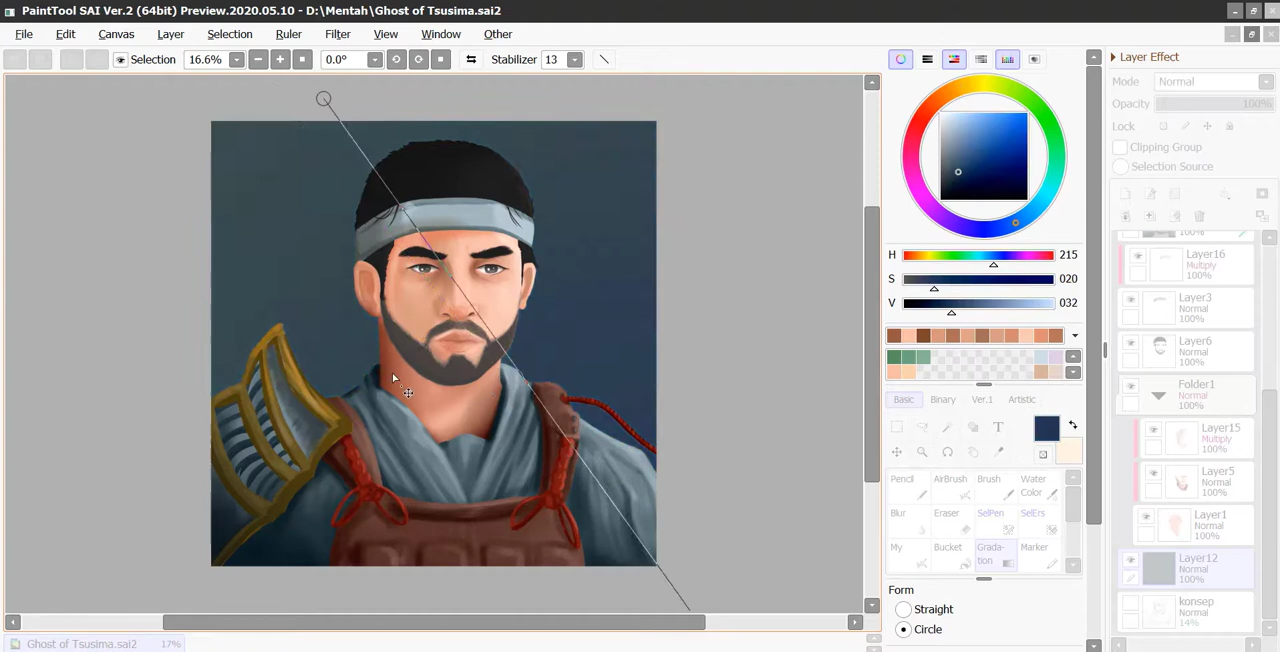 PaintTool SAI Ver.2 (64bit) Preview.2020.05.10 - D:\Mentah\Ghost of Tsusima.sai2
File Edit Canvas Layer Selection Ruler Filter View Window Other
Selection 16.6% 0.0° Stabilizer 13
Layer Effect
Mode Normal
Opacity 100%
Lock
Clipping Group
Selection Source
H 215
S 020
V 032
Basic Binary Ver.1 Artistic
T
Pencil AirBrush Brush Water Color
Blur Eraser SelPen SelErs
My Bucket Grada-tion Marker
Form
Straight
Circle
100%
Layer16
Multiply
100%
Layer3
Normal
100%
Layer6
Normal
100%
Folder1
Normal
100%
Layer15
Multiply
100%
Layer5
Normal
100%
Layer1
Normal
100%
Layer12
Normal
100%
konsep
Normal
14%
Ghost of Tsusima.sai2 17%